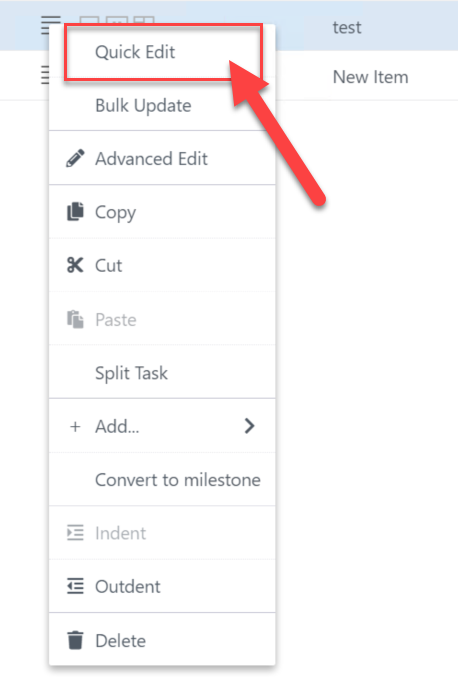 test
Quick Edit
New Item
Bulk Update
Advanced Edit
Copy
Cut
Paste
Split Task
+ Add...
Convert to milestone
Indent
Outdent
Delete